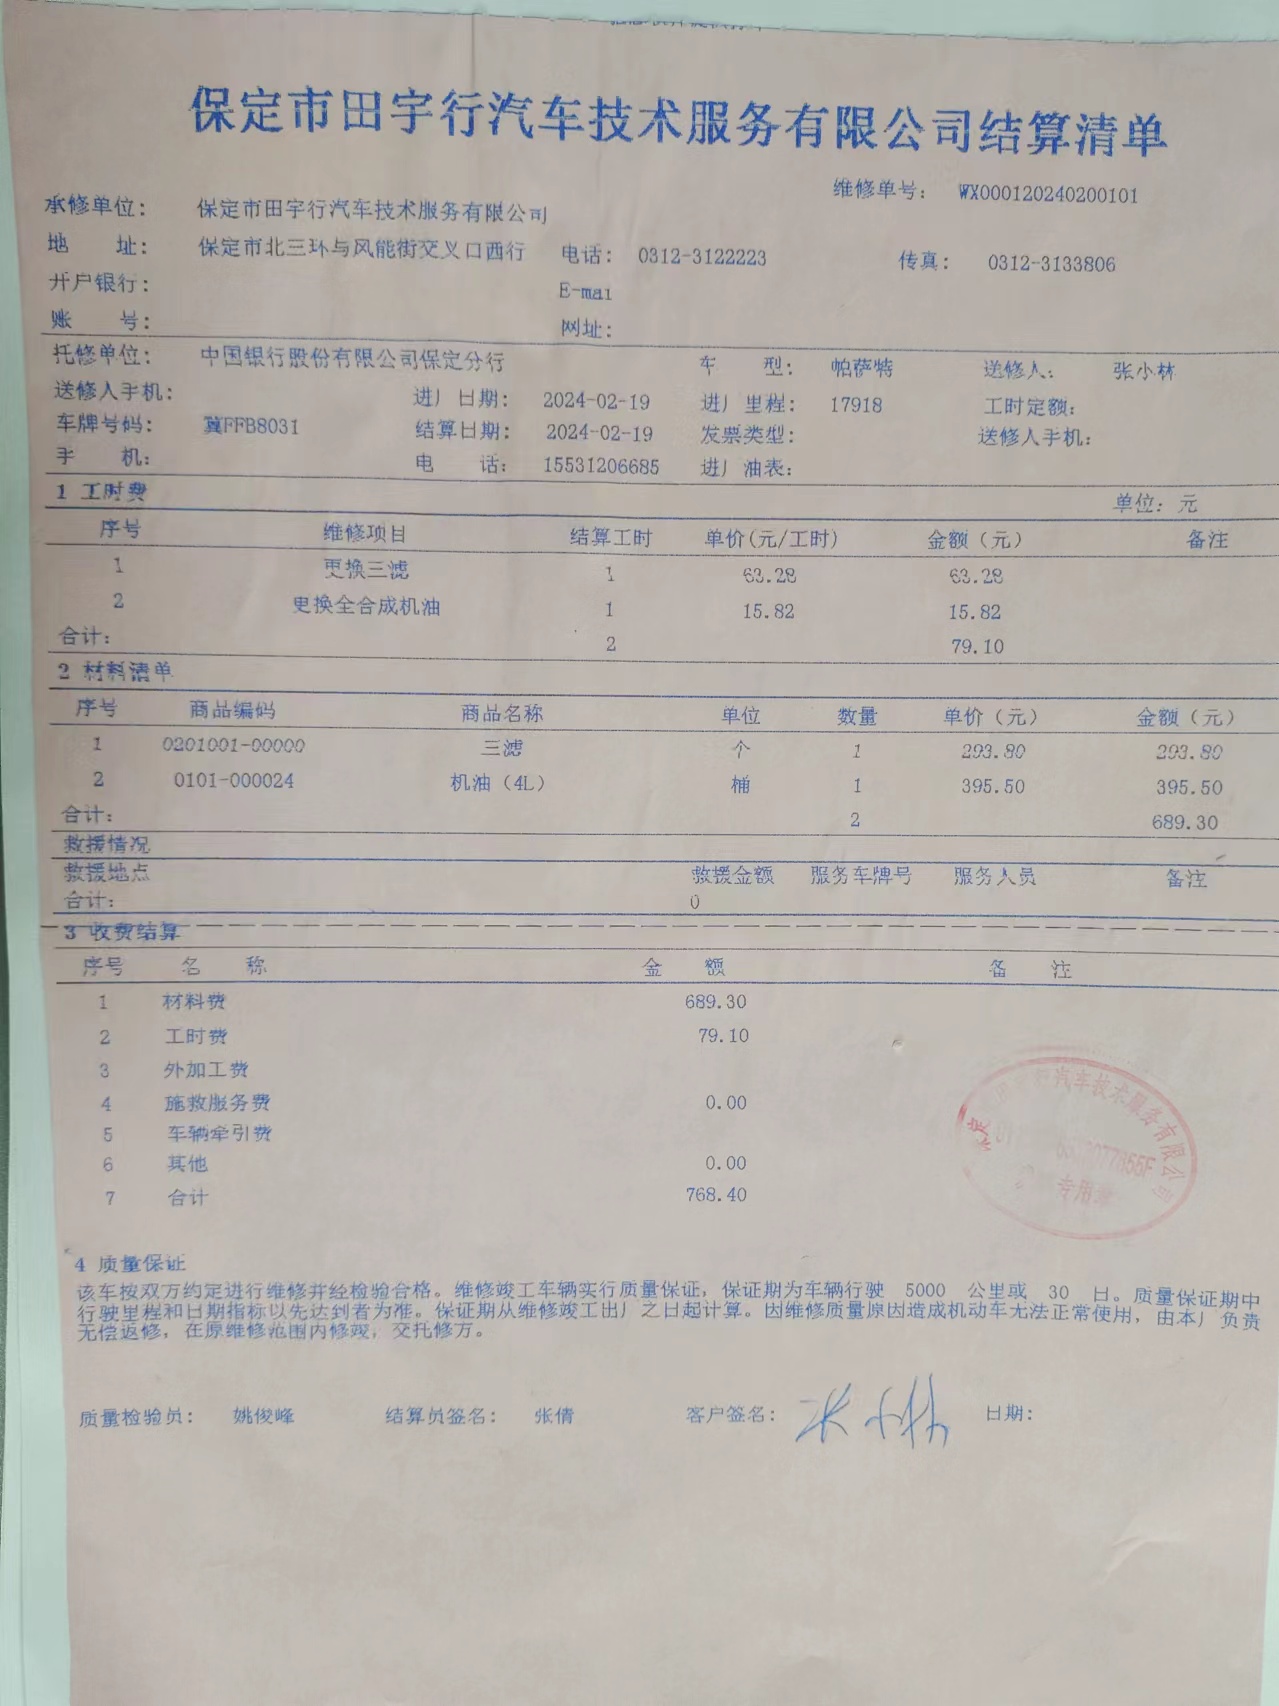 保定市田宇行汽车技术服务有限公司结算清单
维修单号: WX000120240200101
承修单位: 保定市田宇行汽车技术服务有限公司
地 址: 保定市北三环与风能街交叉口西行 电话: 0312-3122223 传真: 0312-3133806
开户银行: E-mai
账 号: 网址:
托修单位: 中国银行股份有限公司保定分行 车 型: 帕萨特 送修人: 张小林
送修人手机: 进厂日期: 2024-02-19 进厂里程: 17918 工时定额:
车牌号码: 冀FFB8031 结算日期: 2024-02-19 发票类型: 送修人手机:
手 机: 电 话: 15531206685 进厂油表:
1 工时费 单位: 元
序号 维修项目 结算工时 单价(元/工时) 金额（元） 备注
1 更换三滤 1 63.28 63.28
2 更换全合成机油 1 15.82 15.82
合计: 2 79.10
2 材料清单
序号 商品编码 商品名称 单位 数量 单价（元） 金额（元）
1 0201001-00000 三滤 个 1 293.80 293.80
2 0101-000024 机油（4L） 桶 1 395.50 395.50
合计: 2 689.30
救援情况
救援地点 救援金额 服务车牌号 服务人员 备注
合计: 0
3 收费结算
序号 名 称 金 额 备 注
1 材料费 689.30
2 工时费 79.10
3 外加工费
4 施救服务费 0.00
5 车辆牵引费
6 其他 0.00
7 合计 768.40
行汽车技术服务有限公司
077855F
专用章
4 质量保证
该车按双方约定进行维修并经检验合格。维修竣工车辆实行质量保证, 保证期为车辆行驶 5000 公里或 30 日。质量保证期中
行驶里程和日期指标以先达到者为准。保证期从维修竣工出厂之日起计算。因维修质量原因造成机动车无法正常使用, 由本厂负责
无偿返修, 在原维修范围内修竣, 交托修方。
质量检验员: 姚俊峰 结算员签名: 张倩 客户签名: 张小林 日期: